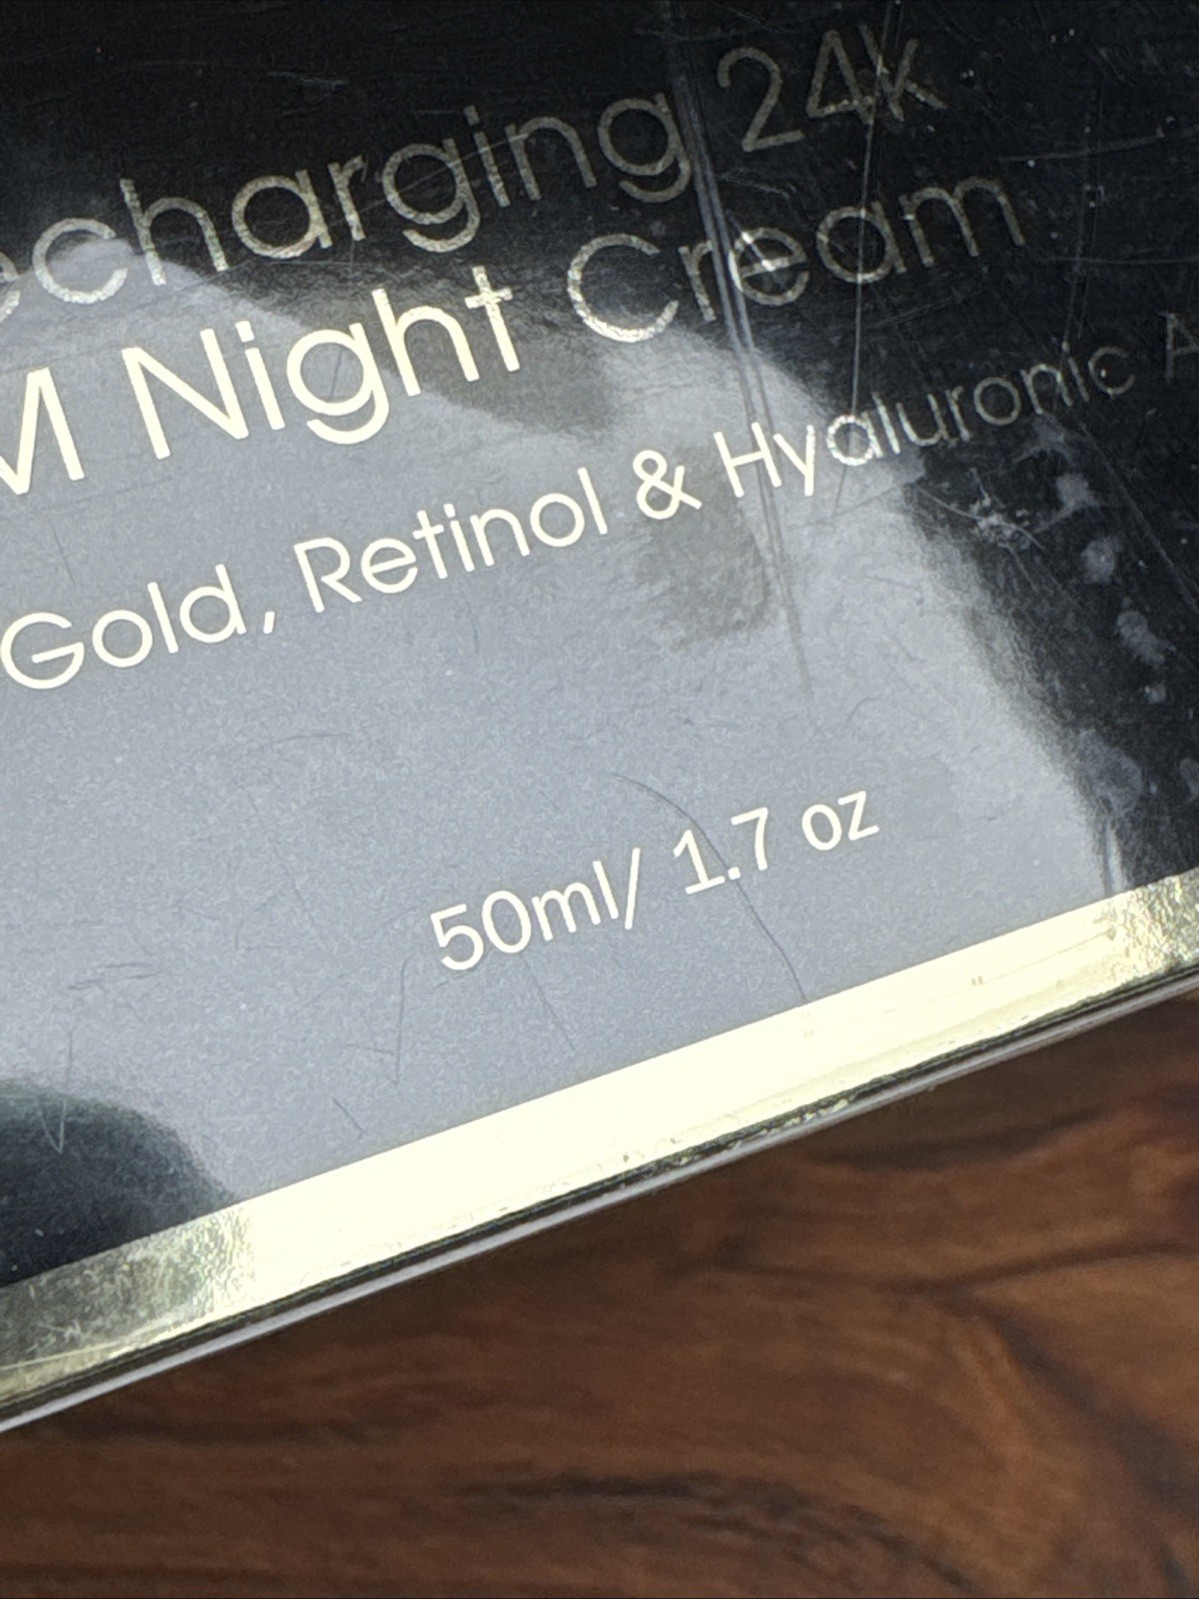 echarging 24k
M Night Cream
Gold, Retinol & Hyaluronic A
50ml/ 1.7 oz